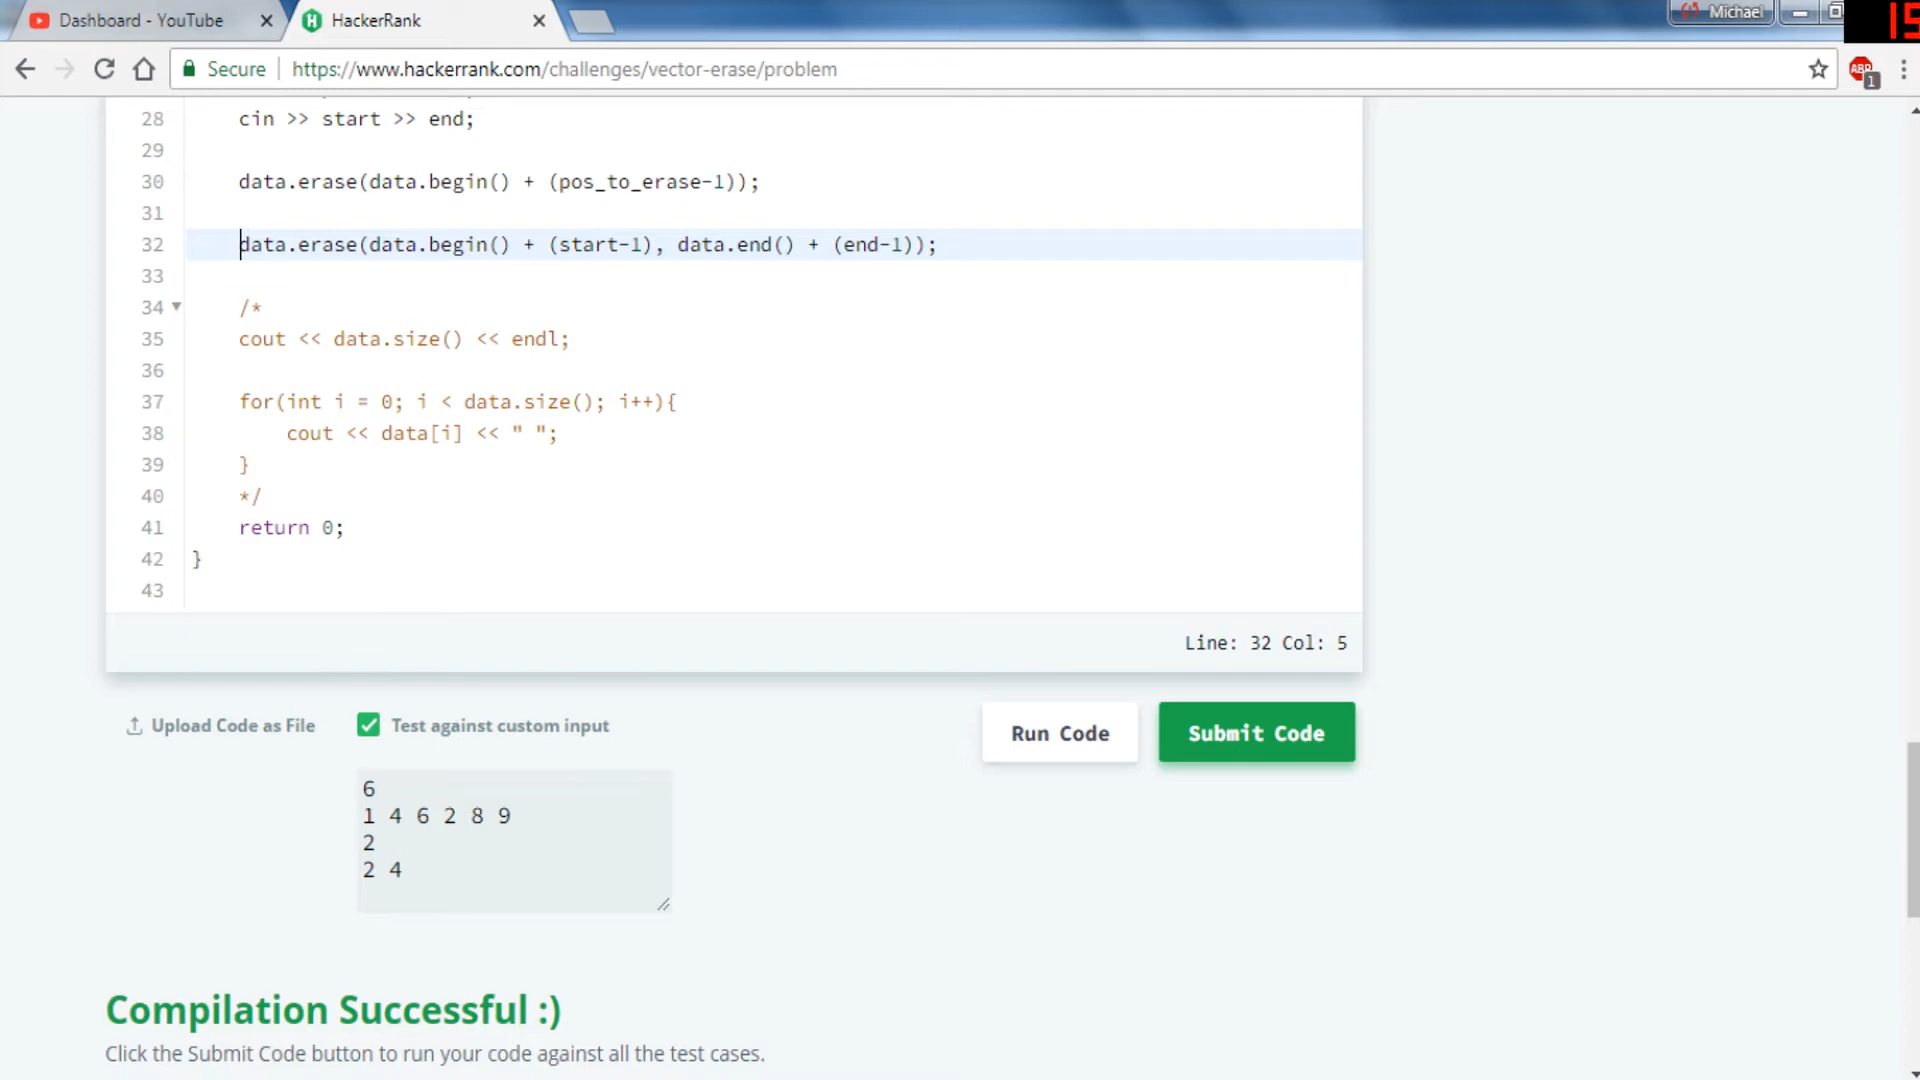 Dashboard - YouTube
HackerRank
Michael
15
Secure
https://www.hackerrank.com/challenges/vector-erase/problem
ABP
1
28 cin >> start >> end;
29
30 data.erase(data.begin() + (pos_to_erase-1));
31
32 data.erase(data.begin() + (start-1), data.end() + (end-1));
33
34 /*
35 cout << data.size() << endl;
36
37 for(int i = 0; i < data.size(); i++){
38 cout << data[i] << " ";
39 }
40 */
41 return 0;
42 }
43
Line: 32 Col: 5
Upload Code as File
Test against custom input
Run Code
Submit Code
6
1 4 6 2 8 9
2
2 4
Compilation Successful :)
Click the Submit Code button to run your code against all the test cases.